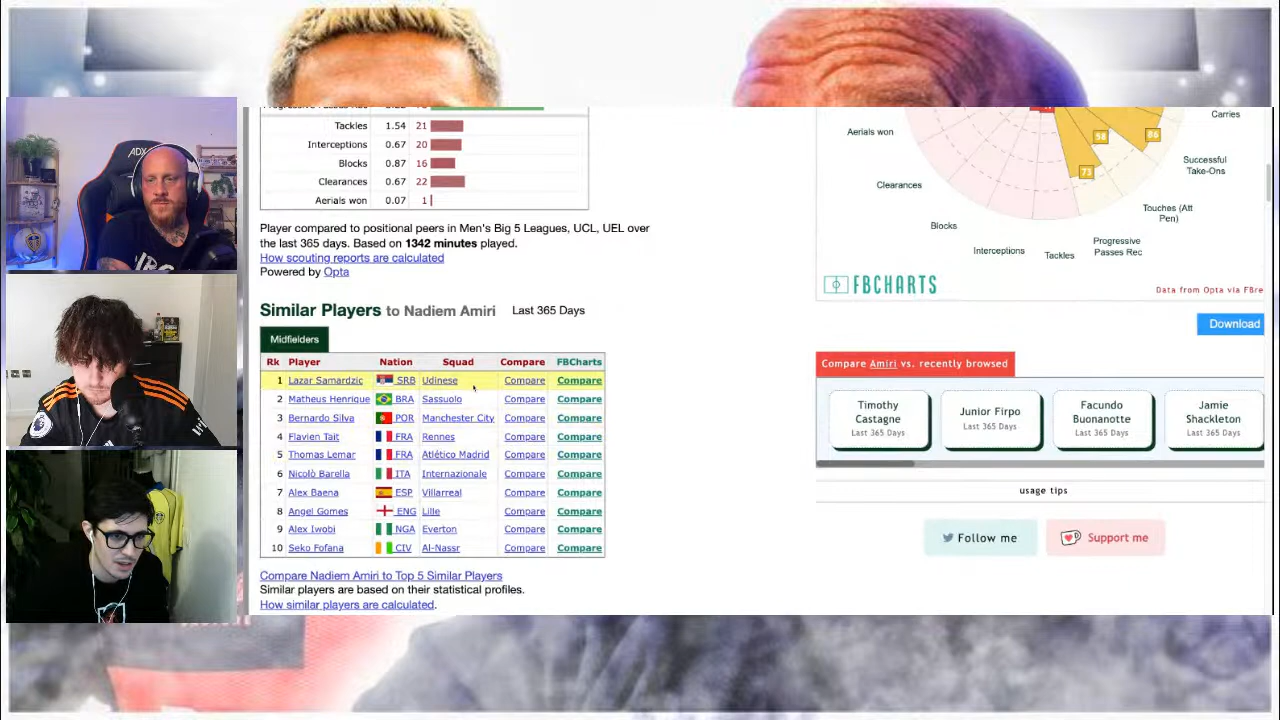 Tackles 1.54 21
Interceptions 0.67 20
Blocks 0.87 16
Clearances 0.67 22
Aerials won 0.07 1
Player compared to positional peers in Men's Big 5 Leagues, UCL, UEL over
the last 365 days. Based on 1342 minutes played.
How scouting reports are calculated
Powered by Opta
Similar Players to Nadiem Amiri Last 365 Days
Midfielders
Rk Player Nation Squad Compare FBCharts
1 Lazar Samardzic SRB Udinese Compare Compare
2 Matheus Henrique BRA Sassuolo Compare Compare
3 Bernardo Silva POR Manchester City Compare Compare
4 Flavien Tait FRA Rennes Compare Compare
5 Thomas Lemar FRA Atlético Madrid Compare Compare
6 Nicolò Barella ITA Internazionale Compare Compare
7 Alex Baena ESP Villarreal Compare Compare
8 Angel Gomes ENG Lille Compare Compare
9 Alex Iwobi NGA Everton Compare Compare
10 Seko Fofana CIV Al-Nassr Compare Compare
Compare Nadiem Amiri to Top 5 Similar Players
Similar players are based on their statistical profiles.
How similar players are calculated.
Carries
Aerials won
58
86
73
Successful
Take-Ons
Clearances
Touches (Att
Pen)
Blocks
Progressive
Passes Rec
Interceptions
Tackles
FBCHARTS
Data from Opta via FBre
Download
Compare Amiri vs. recently browsed
Timothy
Castagne
Last 365 Days
Junior Firpo
Last 365 Days
Facundo
Buonanotte
Last 365 Days
Jamie
Shackleton
Last 365 Days
usage tips
Follow me
Support me
ADX